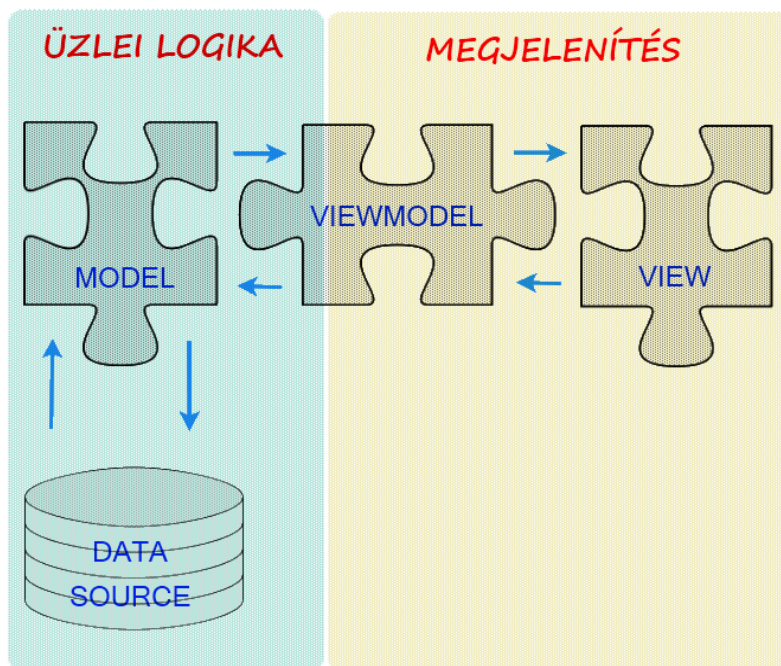 ÜZLEI LOGIKA
MEGJELENÍTÉS
MODEL
VIEWMODEL
VIEW
DATA
SOURCE